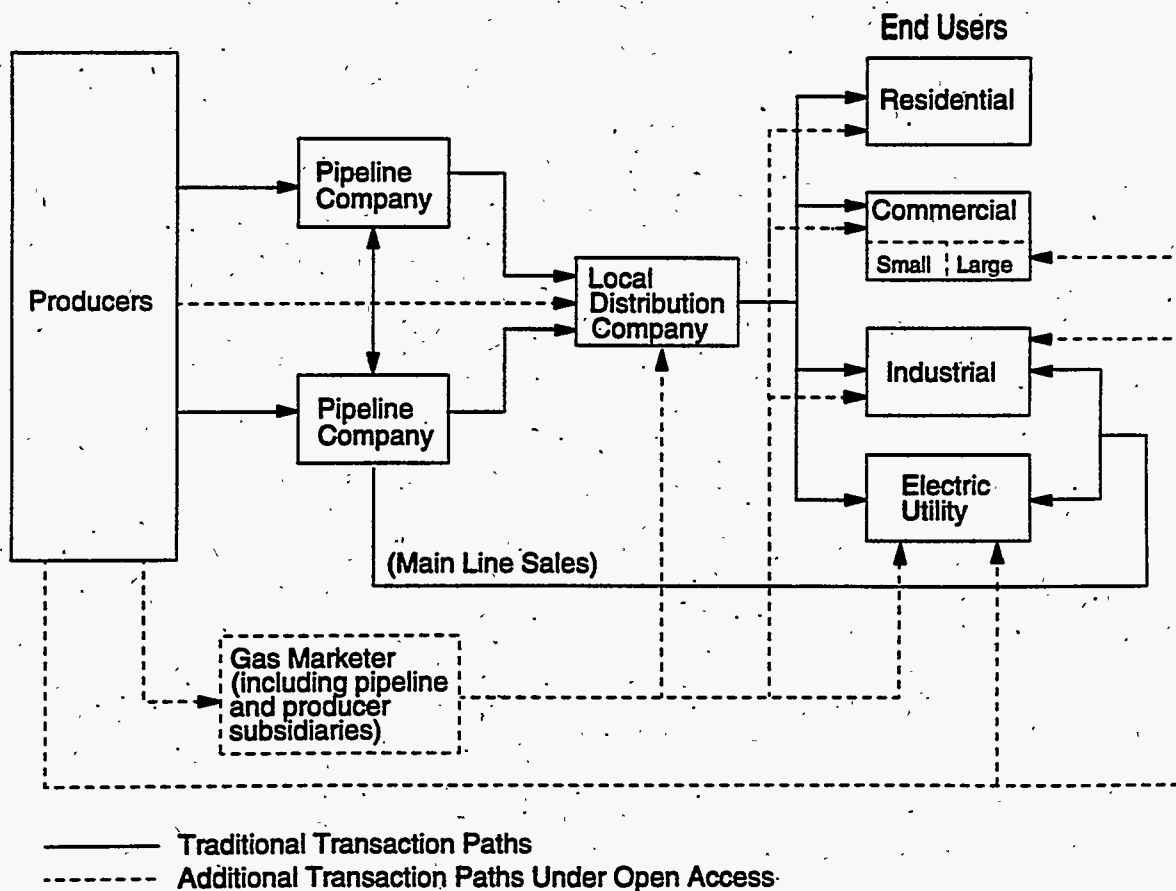 End Users
Residential
Pipeline
Company
Commercial
Small Large
Producers
Local
Distribution
Company
Industrial
Pipeline
Company
Electric
Utility
(Main Line Sales)
Gas Marketer
(including pipeline
and producer
subsidiaries)
Traditional Transaction Paths
Additional Transaction Paths Under Open Access